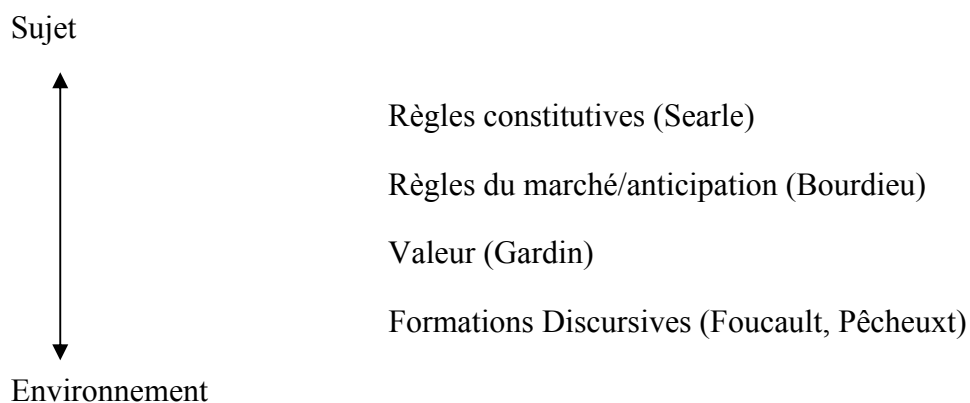 Sujet
Règles constitutives (Searle)
Règles du marché/anticipation (Bourdieu)
Valeur (Gardin)
Formations Discursives (Foucault, Pêcheuxt)
Environnement